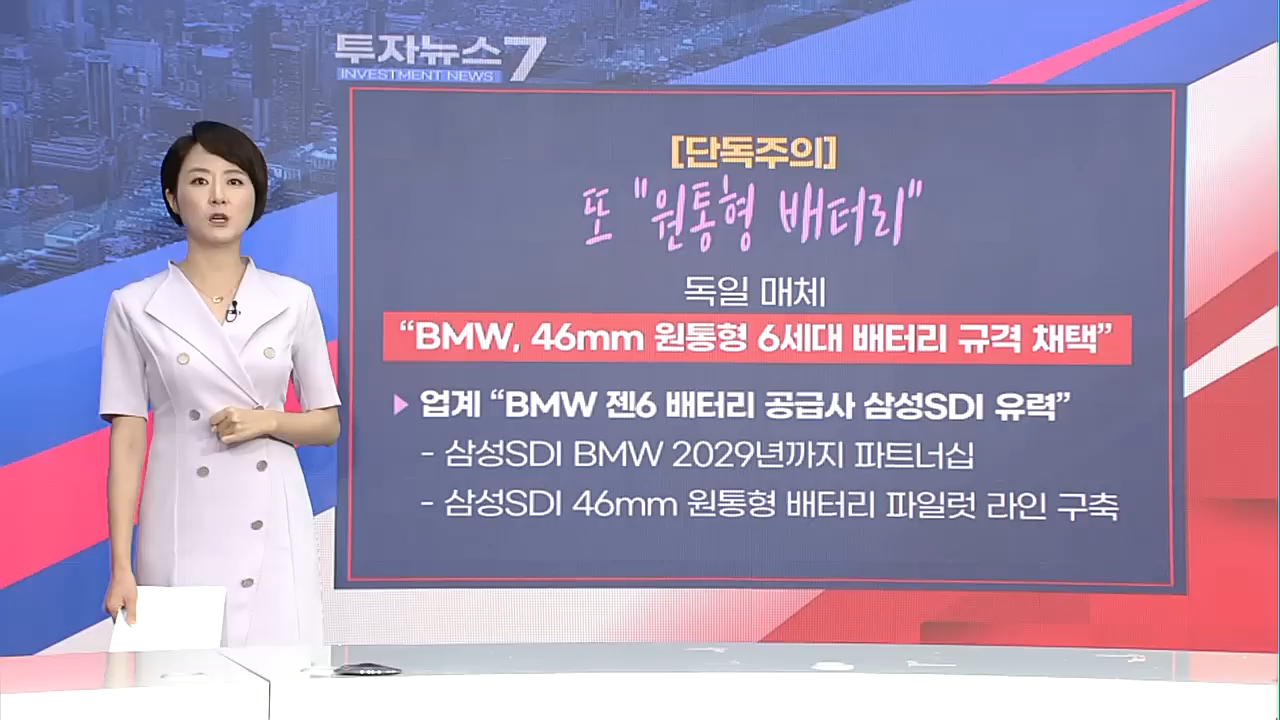 투자뉴스7
INVESTMENT NEWS
[단독주의]
또 "원통형 배터리"
독일 매체
“BMW, 46mm 원통형 6세대 배터리 규격 채택”
▶ 업계 “BMW 젠6 배터리 공급사 삼성SDI 유력”
- 삼성SDI BMW 2029년까지 파트너십
- 삼성SDI 46mm 원통형 배터리 파일럿 라인 구축